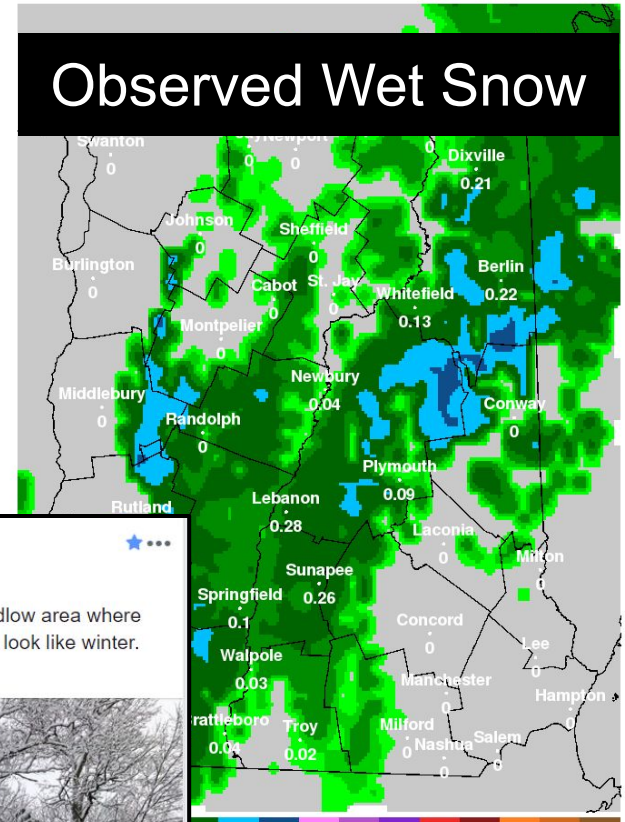 Observed Wet Snow
Swanton
0
Newport
0
0
0
Dixville
0.21
Johnson
0
Sheffield
0
Burlington
0
Cabot
0
St. Jay
0
Berlin
0.22
Whitefield
0.13
Montpelier
0
Newbury
0.04
Middlebury
0
Conway
0
Randolph
0
Plymouth
0.09
Rutland
Lebanon
0.28
Laconia
0
Milton
0
Sunapee
0.26
dlow area where
look like winter.
Springfield
0.1
Concord
0
Lee
0
Walpole
0.03
Manchester
0
Hampton
0
rattleboro
0.04
Troy
0.02
Milford
0
Nashua
0
Salem
0